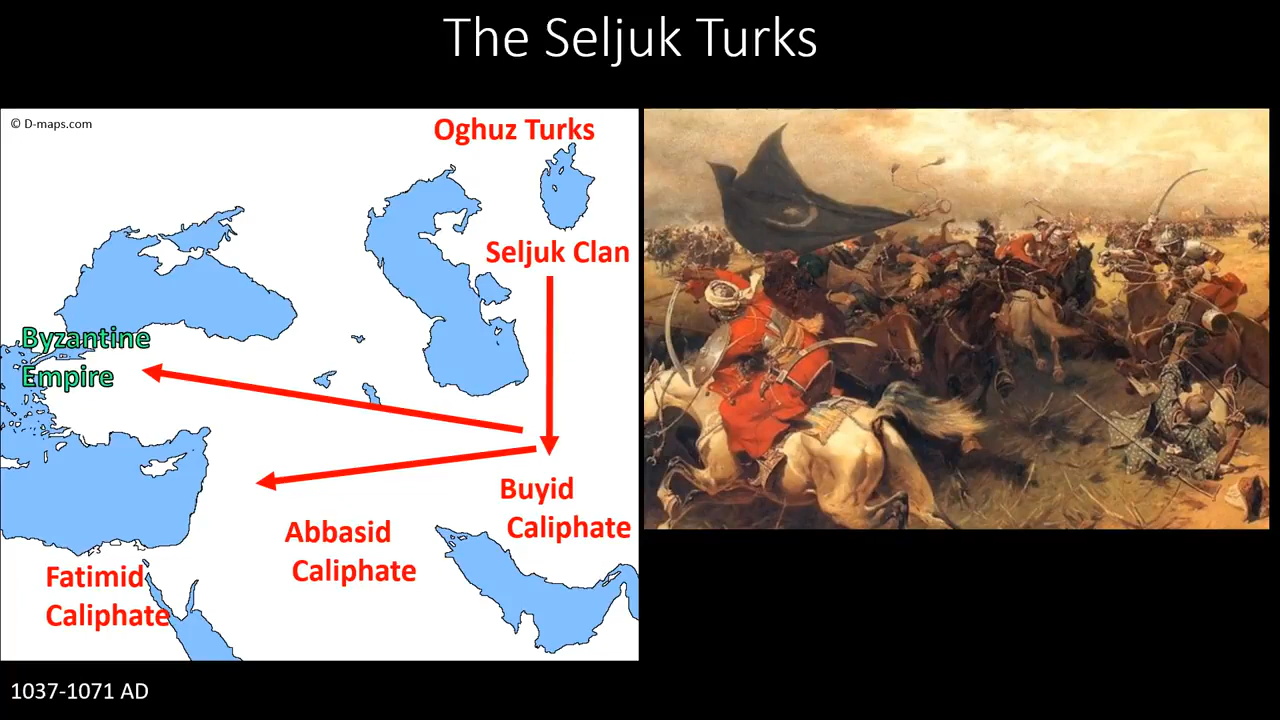 The Seljuk Turks
© D-maps.com
Oghuz Turks
Seljuk Clan
Byzantine
Empire
Buyid
Caliphate
Abbasid
Caliphate
Fatimid
Caliphate
1037-1071 AD